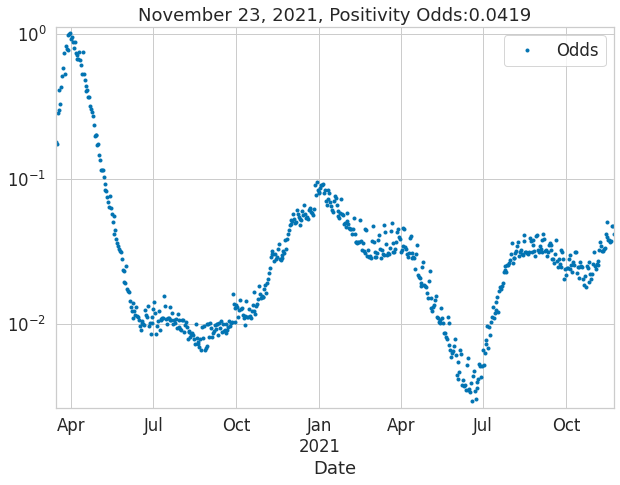 November 23, 2021, Positivity Odds:0.0419
Odds
10⁰
10⁻¹
10⁻²
Apr Jul Oct Jan Apr Jul Oct
2021
Date